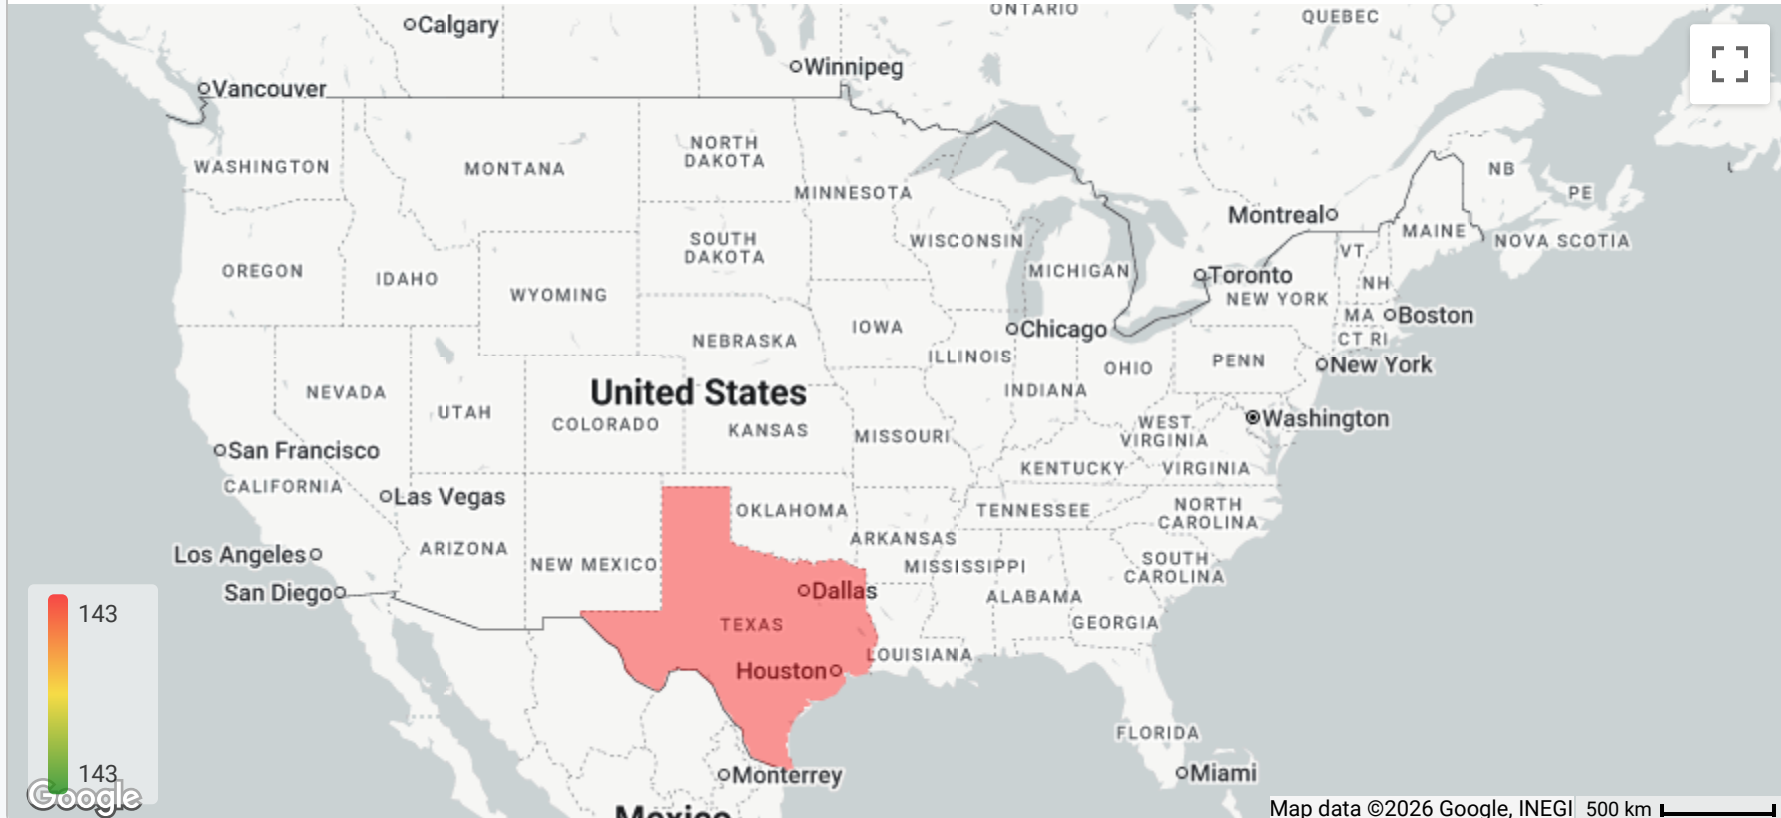 ONTARIO
QUEBEC
Calgary
Winnipeg
Vancouver
NORTH
DAKOTA
WASHINGTON
MONTANA
MINNESOTA
NB
PE
Montreal
MAINE
NOVA SCOTIA
WISCONSIN
SOUTH
DAKOTA
VT
OREGON
IDAHO
MICHIGAN
Toronto
NH
WYOMING
NEW YORK
MA
Boston
IOWA
Chicago
NEBRASKA
CT RI
ILLINOIS
PENN
New York
OHIO
NEVADA
United States
INDIANA
UTAH
COLORADO
KANSAS
MISSOURI
WEST
VIRGINIA
Washington
San Francisco
KENTUCKY
VIRGINIA
CALIFORNIA
Las Vegas
OKLAHOMA
TENNESSEE
NORTH
CAROLINA
ARKANSAS
Los Angeles
ARIZONA
NEW MEXICO
MISSISSIPPI
SOUTH
CAROLINA
San Diego
Dallas
ALABAMA
143
TEXAS
GEORGIA
LOUISIANA
Houston
FLORIDA
143
Monterrey
Miami
Google
Mexico
Map data ©2026 Google, INEGI
500 km